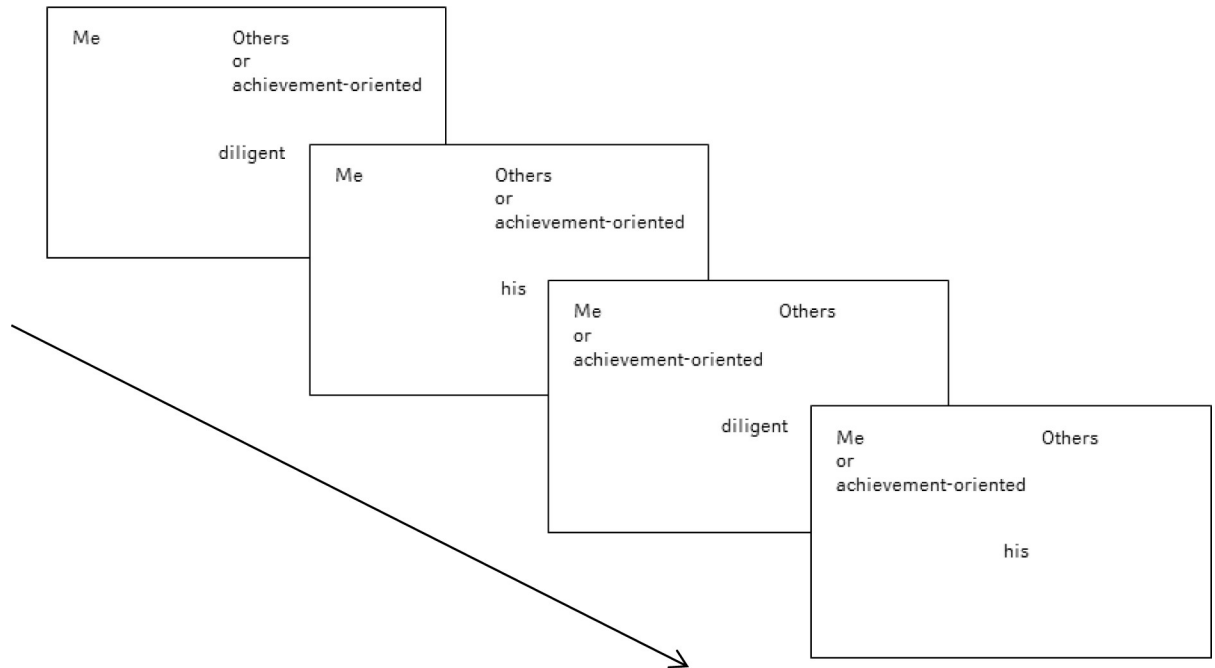 Me Others
or
achievement-oriented
diligent
Me Others
or
achievement-oriented
his
Me Others
or
achievement-oriented
diligent
Me Others
or
achievement-oriented
his